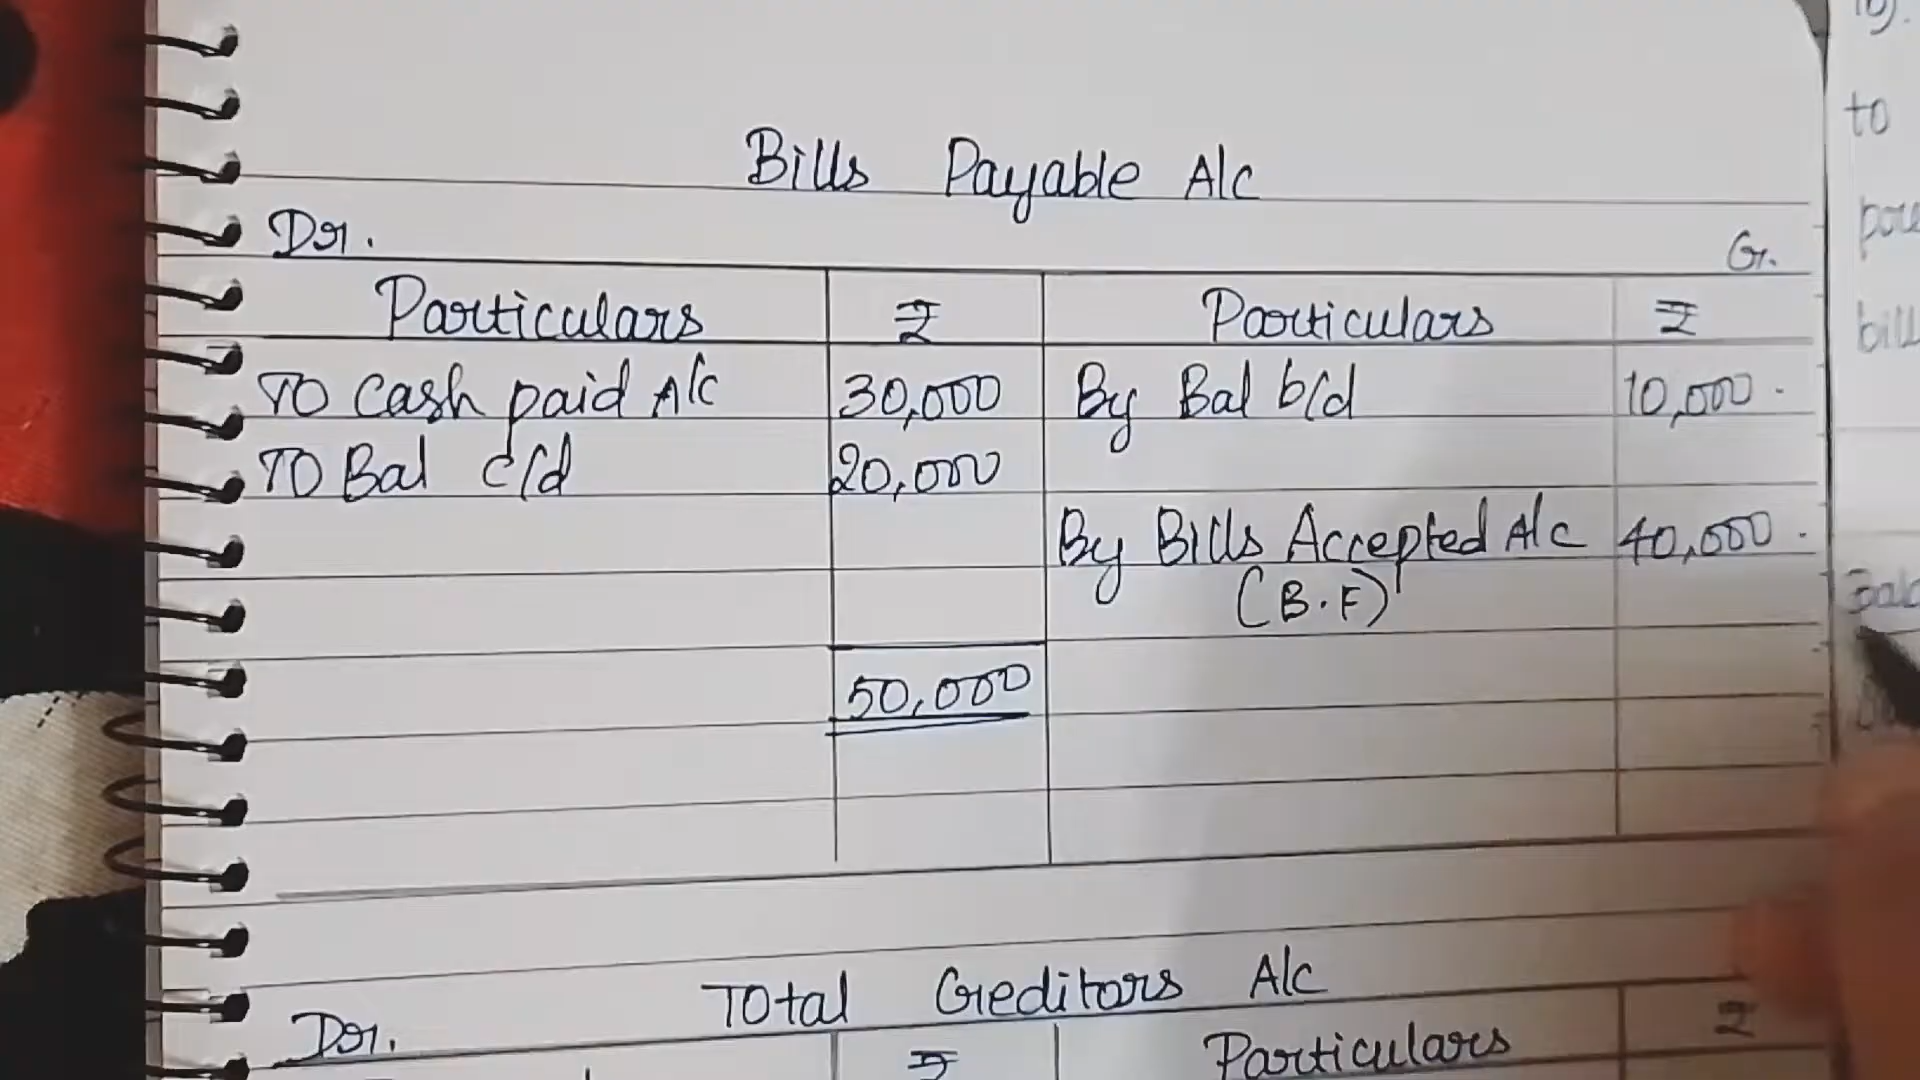 Bills Payable A/c
Dr. Cr.
Particulars ₹ Particulars ₹
TO Cash paid A/c 30,000 By Bal b/d 10,000.
TO Bal c/d 20,000
By Bills Accepted A/c 40,000.
(B.F)
50,000
Total Creditors A/c
Dr.
₹ Particulars ₹
to
bill